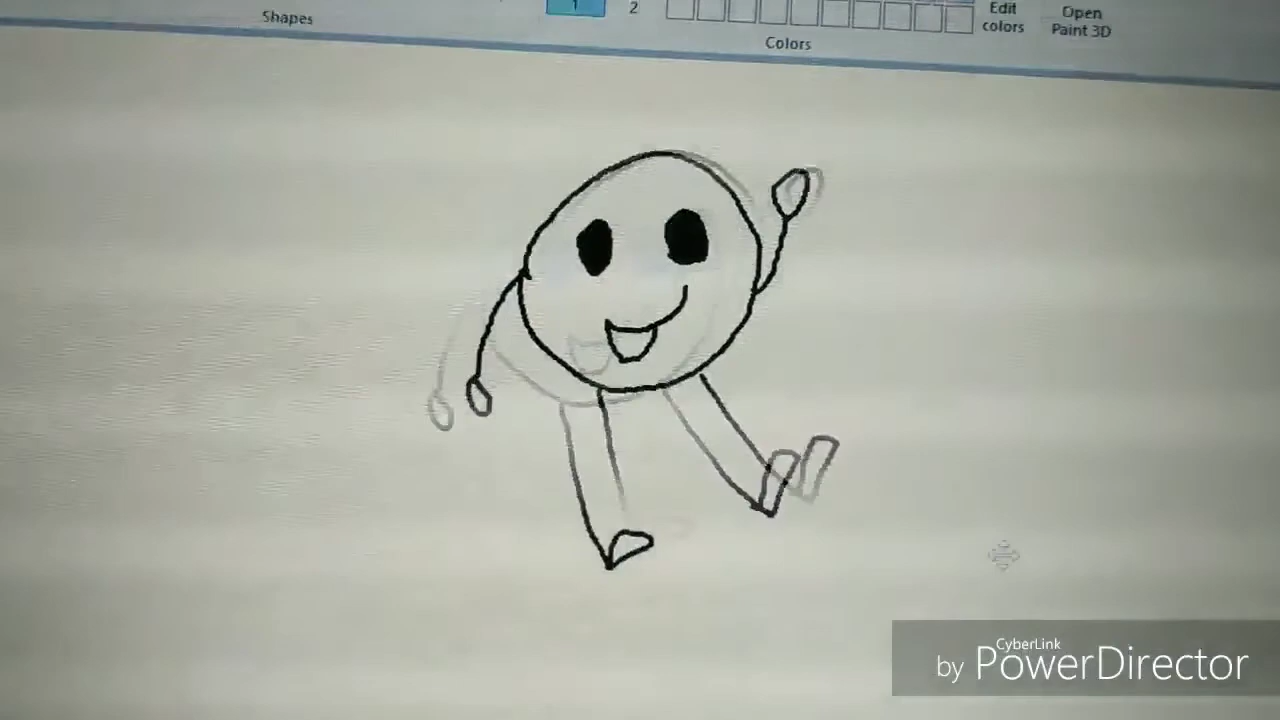 Shapes
1
2
Colors
Edit
colors
Open
Paint 3D
CyberLink
by PowerDirector